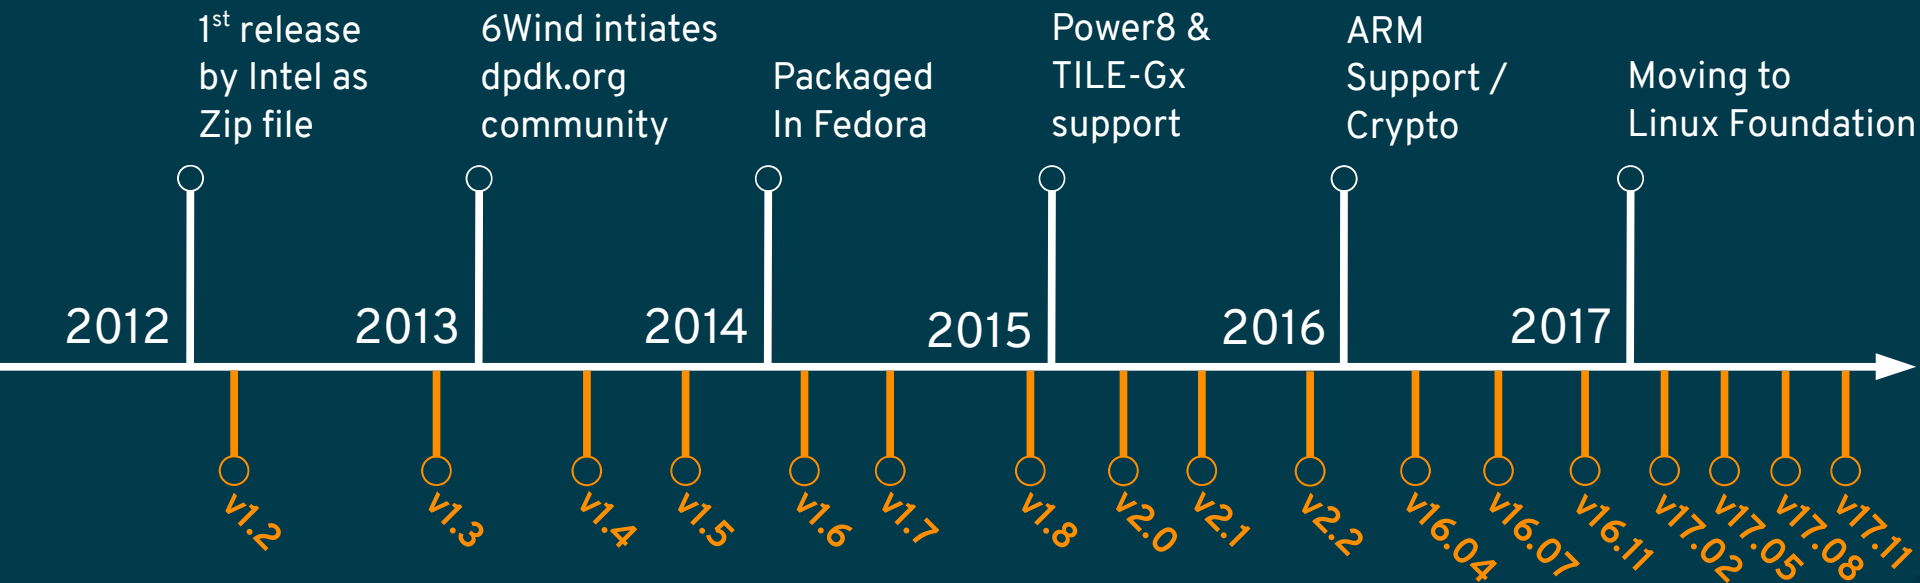 1st release
by Intel as
Zip file
6Wind intiates
dpdk.org
community
Packaged
In Fedora
Power8 &
TILE-Gx
support
ARM
Support /
Crypto
Moving to
Linux Foundation
2012
2013
2014
2015
2016
2017
v1.2
v1.3
v1.4
v1.5
v1.6
v1.7
v1.8
v2.0
v2.1
v2.2
v16.04
v16.07
v16.11
v17.02
v17.05
v17.08
v17.11